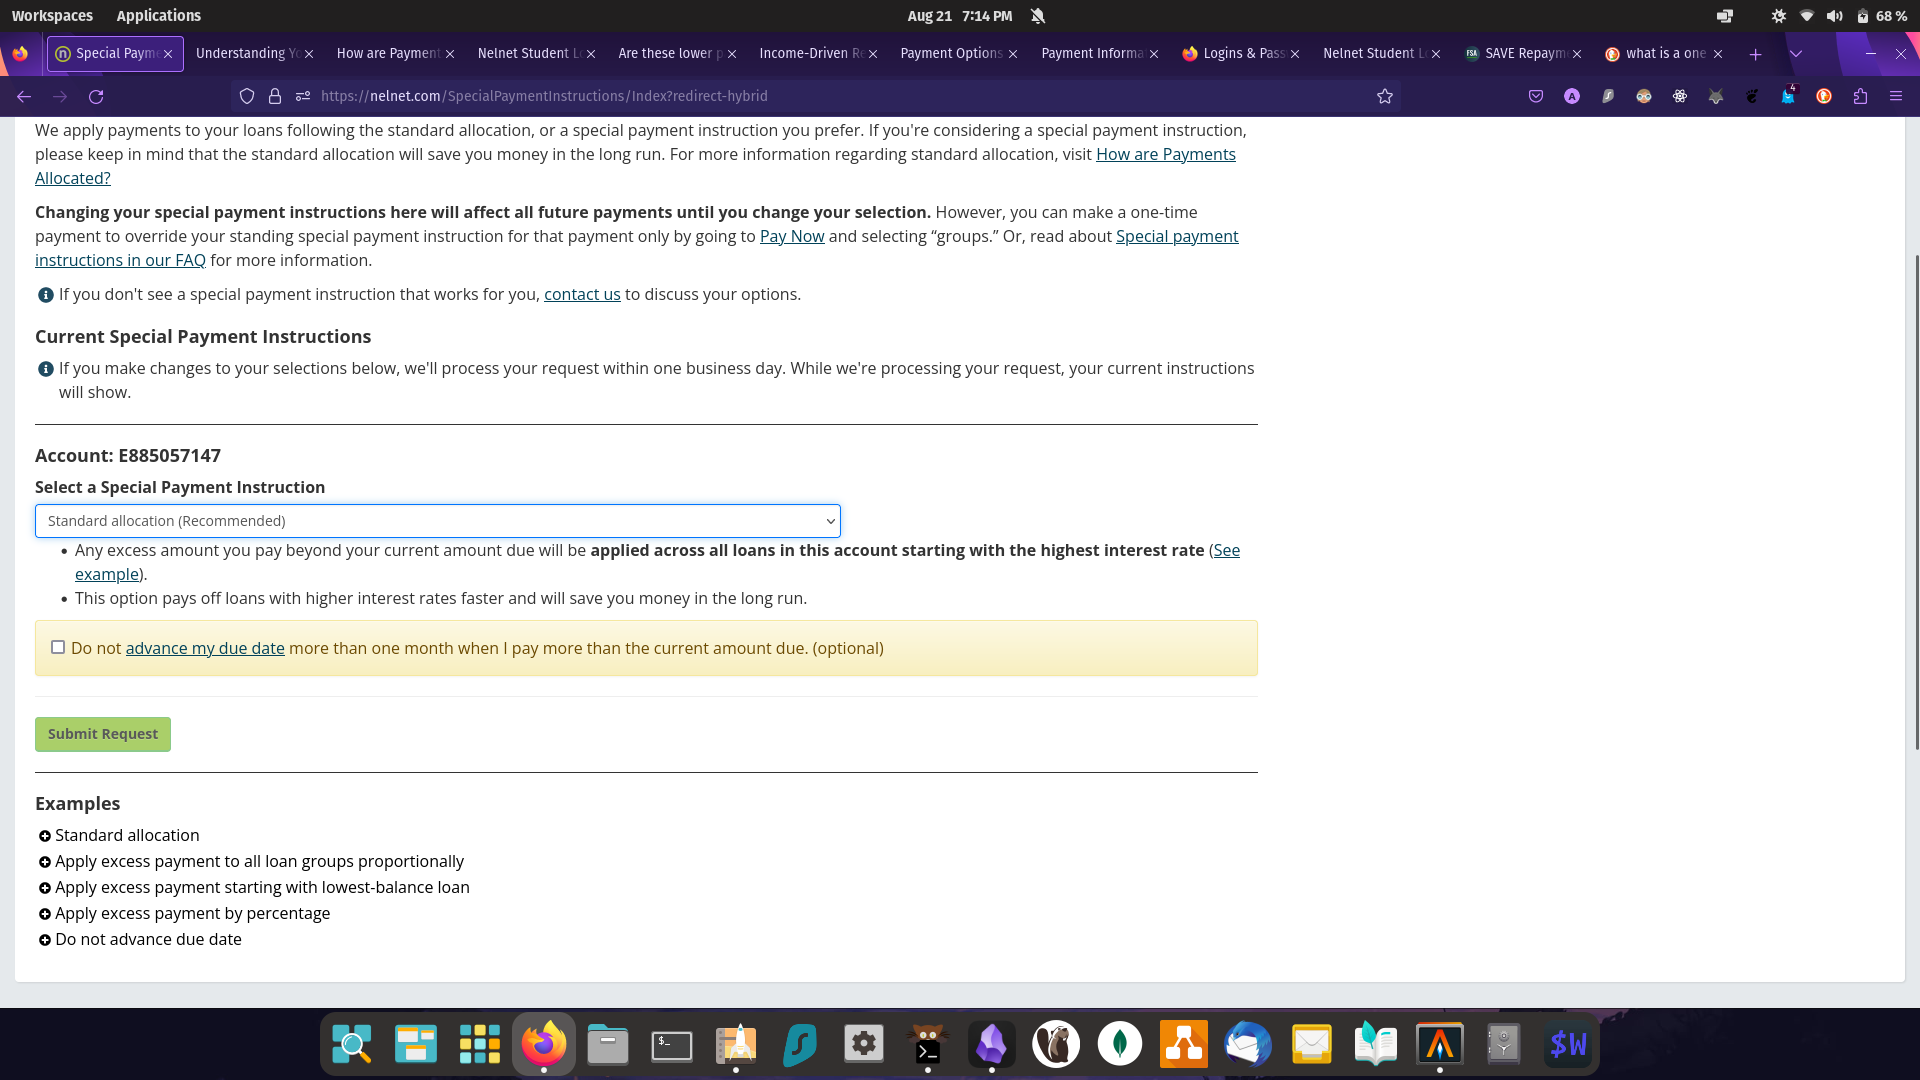 Workspaces Applications Aug 21 7:14 PM 68 %
Special Payme Understanding Yo How are Payment Nelnet Student Lo Are these lower p Income-Driven Re Payment Options Payment Informa Logins & Pass Nelnet Student Lo SAVE Repaym what is a one
https://nelnet.com/SpecialPaymentInstructions/Index?redirect-hybrid 4
We apply payments to your loans following the standard allocation, or a special payment instruction you prefer. If you're considering a special payment instruction,
please keep in mind that the standard allocation will save you money in the long run. For more information regarding standard allocation, visit How are Payments
Allocated?
Changing your special payment instructions here will affect all future payments until you change your selection. However, you can make a one-time
payment to override your standing special payment instruction for that payment only by going to Pay Now and selecting “groups.” Or, read about Special payment
instructions in our FAQ for more information.
If you don't see a special payment instruction that works for you, contact us to discuss your options.
Current Special Payment Instructions
If you make changes to your selections below, we'll process your request within one business day. While we're processing your request, your current instructions
will show.
Account: E885057147
Select a Special Payment Instruction
Standard allocation (Recommended)
• Any excess amount you pay beyond your current amount due will be applied across all loans in this account starting with the highest interest rate (See
example).
• This option pays off loans with higher interest rates faster and will save you money in the long run.
Do not advance my due date more than one month when I pay more than the current amount due. (optional)
Submit Request
Examples
Standard allocation
Apply excess payment to all loan groups proportionally
Apply excess payment starting with lowest-balance loan
Apply excess payment by percentage
Do not advance due date
$W